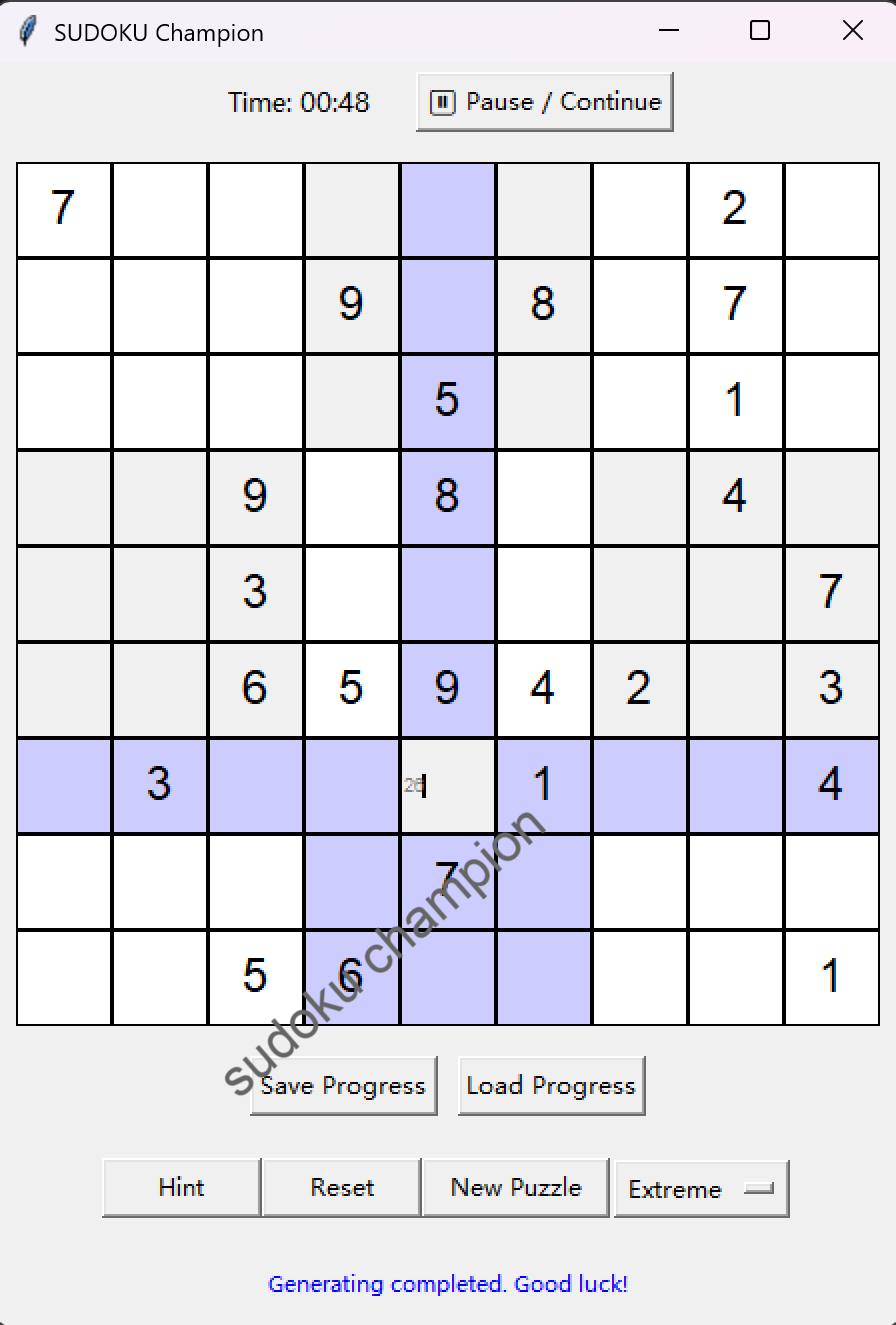 SUDOKU Champion
Time: 00:48 Pause / Continue
7 2
9 8 7
5 1
9 8 4
3 7
6 5 9 4 2 3
3 26 1 4
7
5 6 1
sudoku champion
Save Progress Load Progress
Hint Reset New Puzzle Extreme
Generating completed. Good luck!